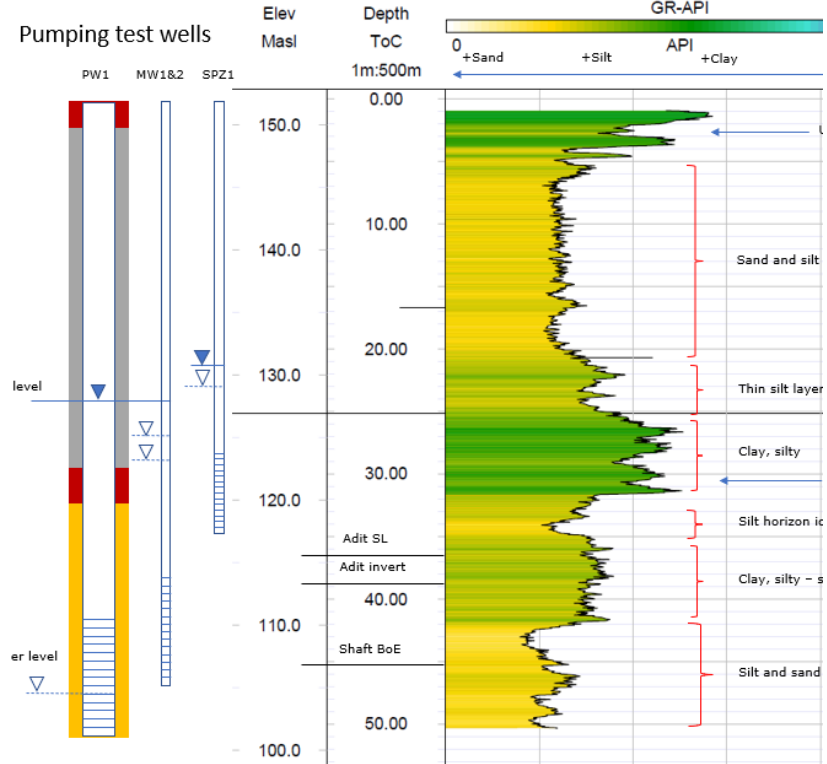 Elev
Masl
Depth
ToC
1m:500m
GR-API
0
API
+Sand
+Silt
+Clay
Pumping test wells
PW1
MW1&2
SPZ1
0.00
150.0
U
10.00
140.0
Sand and silt
20.00
130.0
level
Thin silt layer
Clay, silty
30.00
120.0
Silt horizon id
Adit SL
Adit invert
Clay, silty – s
40.00
110.0
Shaft BoE
er level
Silt and sand
50.00
100.0